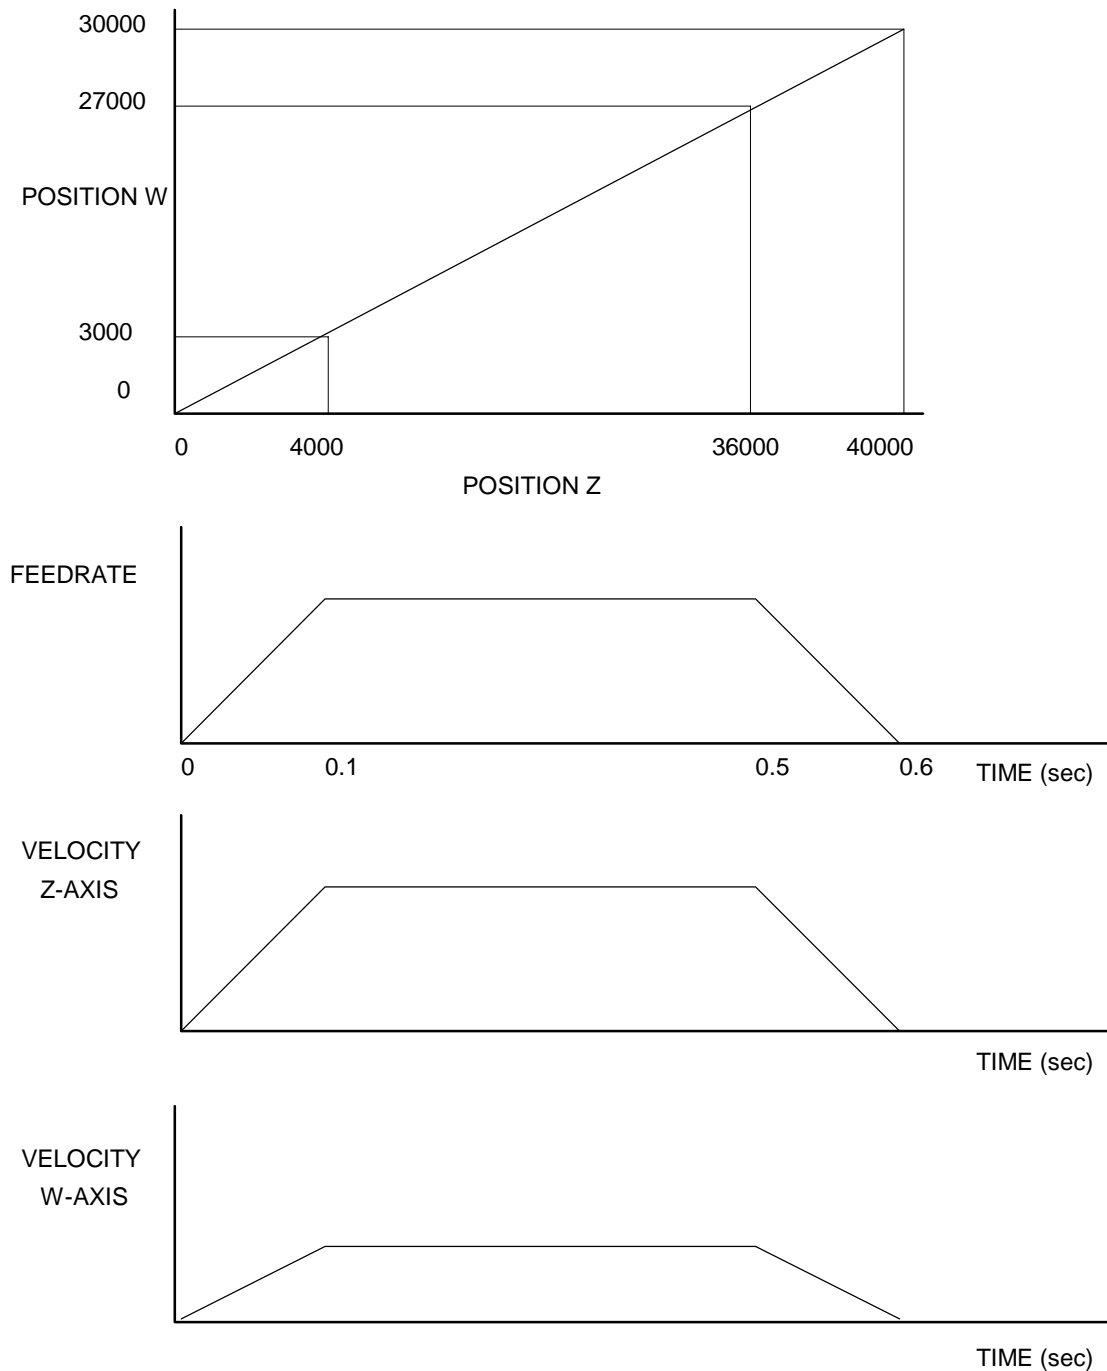 30000
27000
POSITION W
3000
0
0 4000 36000 40000
POSITION Z
FEEDRATE
0 0.1 0.5 0.6 TIME (sec)
VELOCITY
Z-AXIS
TIME (sec)
VELOCITY
W-AXIS
TIME (sec)